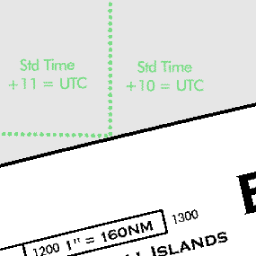 Std Time
+11 = UTC
Std Time
+10 = UTC
1200 1" = 160NM 1300
ISLANDS